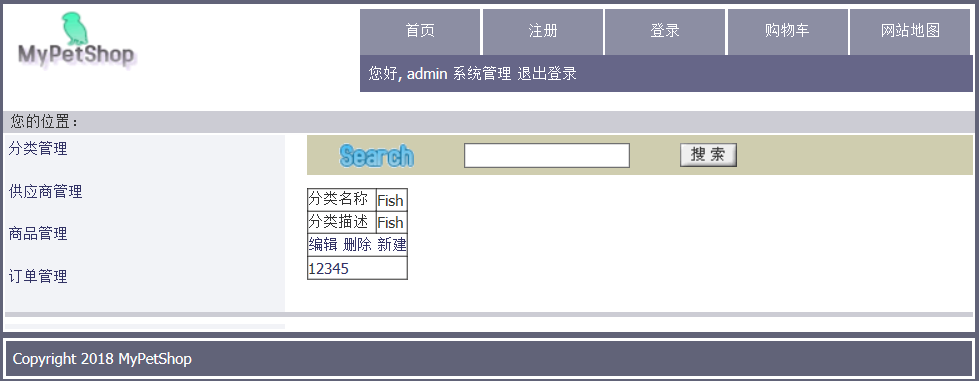 MyPetShop
首页 注册 登录 购物车 网站地图
您好, admin 系统管理 退出登录
您的位置：
分类管理
供应商管理
商品管理
订单管理
Search 搜 索
分类名称 Fish
分类描述 Fish
编辑 删除 新建
12345
Copyright 2018 MyPetShop